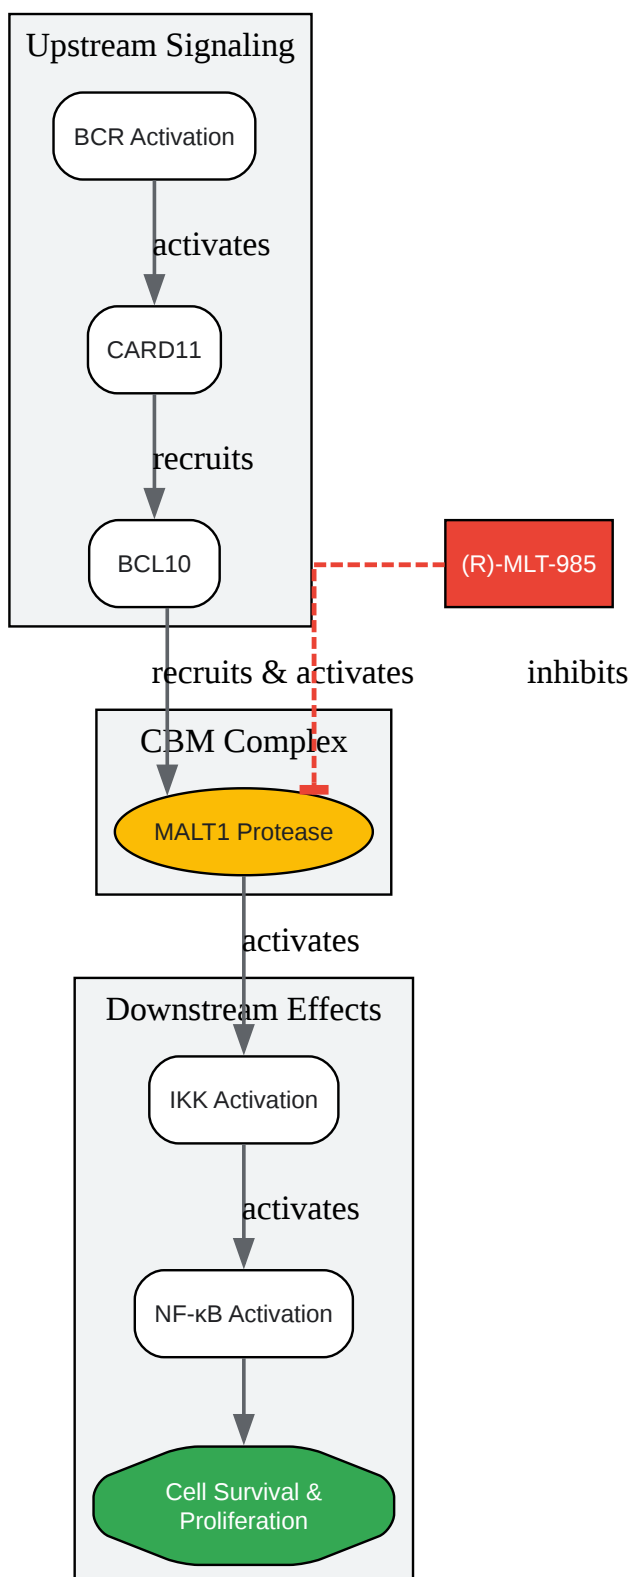 Upstream Signaling
BCR Activation
activates
CARD11
recruits
BCL10
(R)-MLT-985
recruits & activates
inhibits
CBM Complex
MALT1 Protease
activates
Downstream Effects
IKK Activation
activates
NF-κB Activation
Cell Survival &
Proliferation